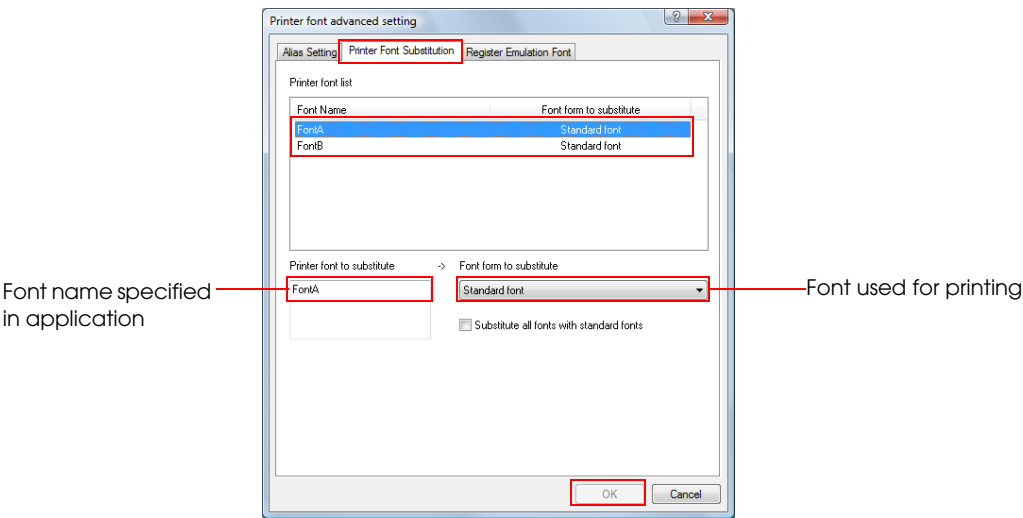 Printer font advanced setting
Alias Setting Printer Font Substitution Register Emulation Font
Printer font list
Font Name Font form to substitute
FontA Standard font
FontB Standard font
Printer font to substitute -> Font form to substitute
FontA Standard font
Substitute all fonts with standard fonts
Font name specified
in application
Font used for printing
OK Cancel